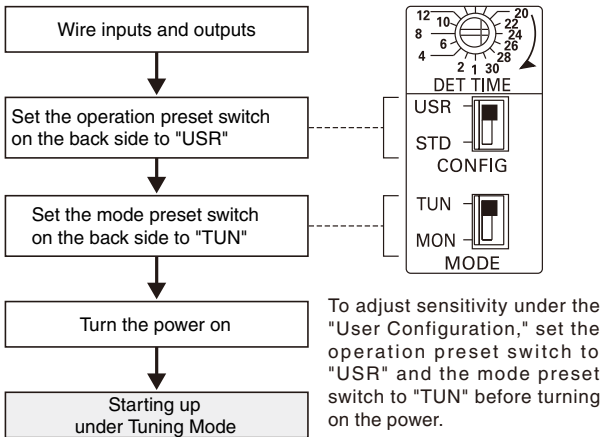 Wire inputs and outputs
Set the operation preset switch
on the back side to "USR"
Set the mode preset switch
on the back side to "TUN"
Turn the power on
Starting up
under Tuning Mode
12
10
8
6
4
2
1
30
28
26
24
22
20
DET TIME
USR
STD
CONFIG
TUN
MON
MODE
To adjust sensitivity under the
"User Configuration," set the
operation preset switch to
"USR" and the mode preset
switch to "TUN" before turning
on the power.